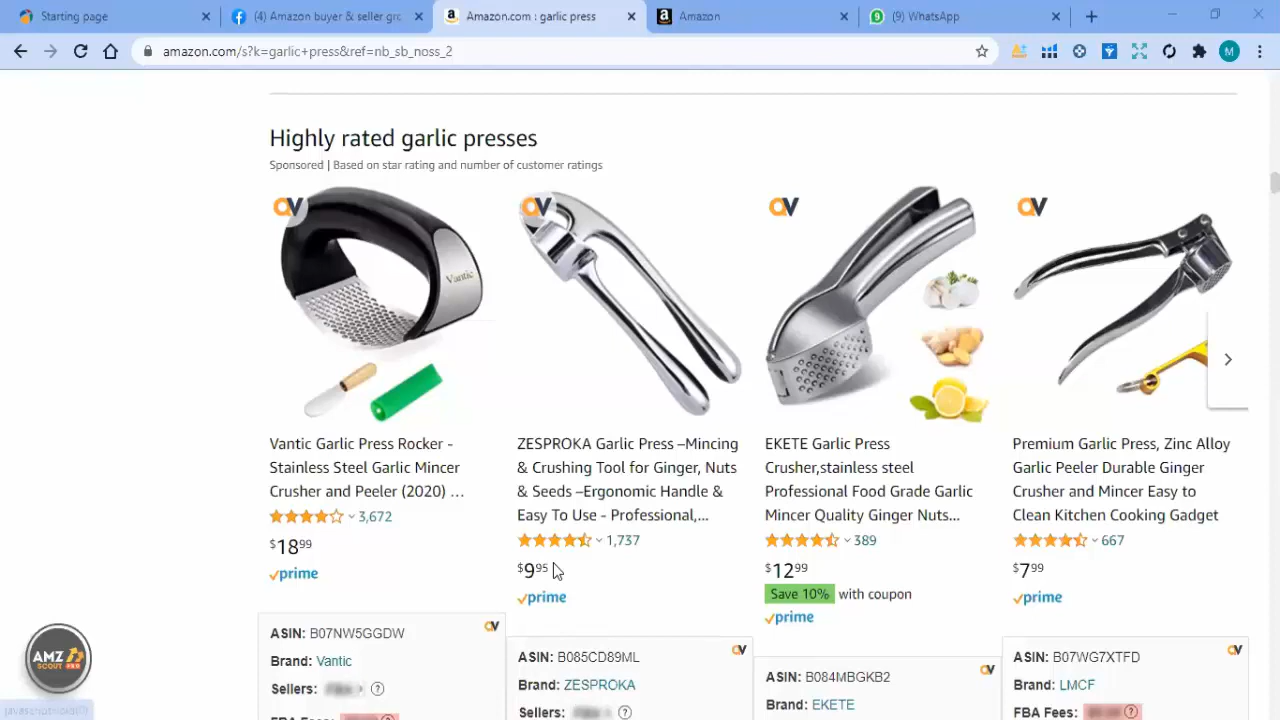 Starting page
(4) Amazon buyer & seller gro
Amazon.com : garlic press
Amazon
(9) WhatsApp
amazon.com/s?k=garlic+press&ref=nb_sb_noss_2
M
Highly rated garlic presses
Sponsored | Based on star rating and number of customer ratings
Vantic
Vantic Garlic Press Rocker -
Stainless Steel Garlic Mincer
Crusher and Peeler (2020) …
3,672
$18.99
prime
ZESPROKA Garlic Press –Mincing
& Crushing Tool for Ginger, Nuts
& Seeds –Ergonomic Handle &
Easy To Use - Professional,…
1,737
$9.95
prime
EKETE Garlic Press
Crusher,stainless steel
Professional Food Grade Garlic
Mincer Quality Ginger Nuts…
389
$12.99
Save 10% with coupon
prime
Premium Garlic Press, Zinc Alloy
Garlic Peeler Durable Ginger
Crusher and Mincer Easy to
Clean Kitchen Cooking Gadget
667
$7.99
prime
ASIN: B07NW5GGDW
Brand: Vantic
Sellers:
FBA Fees:
ASIN: B085CD89ML
Brand: ZESPROKA
Sellers:
ASIN: B084MBGKB2
Brand: EKETE
ASIN: B07WG7XTFD
Brand: LMCF
FBA Fees:
AMZ
SCOUT PRO